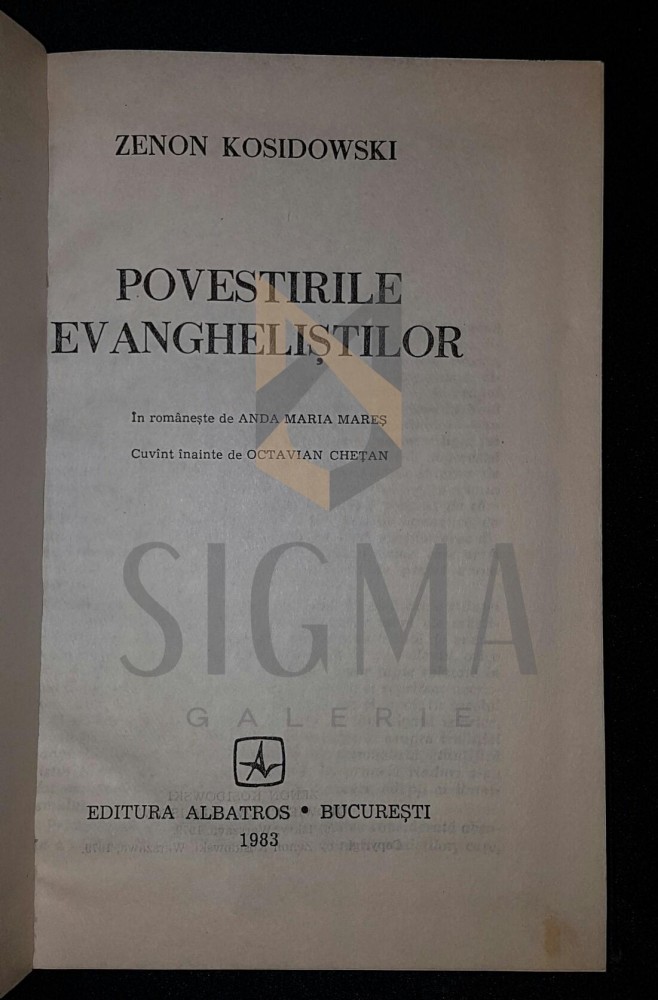 ZENON KOSIDOWSKI
POVESTIRILE
EVANGHELIȘTILOR
În românește de ANDA MARIA MAREȘ
Cuvînt înainte de OCTAVIAN CHEȚAN
SIGMA
GALERIE
EDITURA ALBATROS • BUCUREȘTI
1983